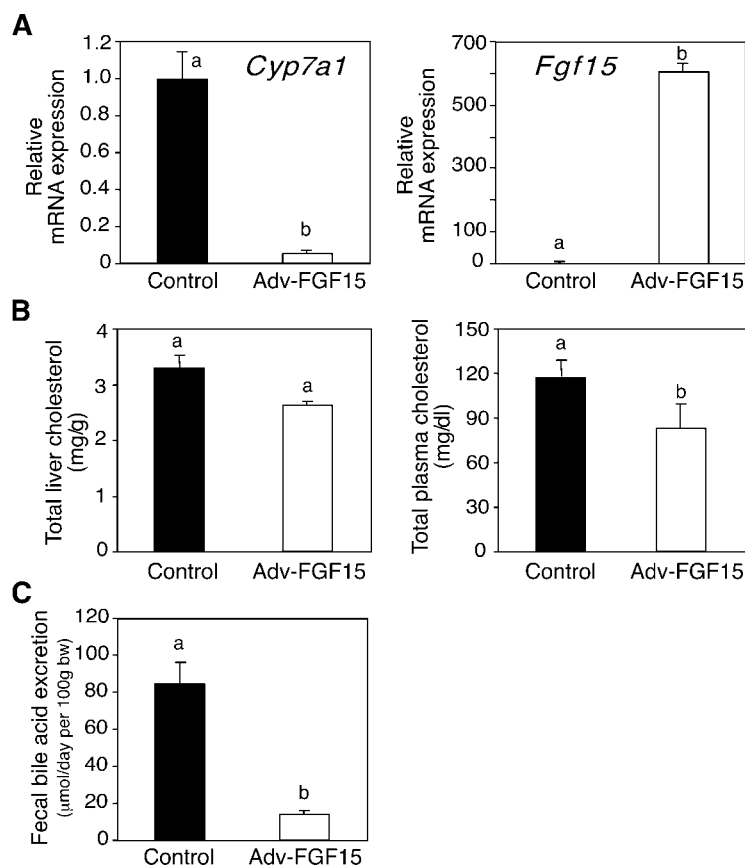 A
Relative
mRNA expression
1.2
1.0
0.8
0.6
0.4
0.2
0
a
Cyp7a1
b
Control
Adv-FGF15
Relative
mRNA expression
700
500
300
100
0
Fgf15
b
a
Control
Adv-FGF15
B
Total liver cholesterol
(mg/g)
4
3
2
1
0
a
a
Control
Adv-FGF15
Total plasma cholesterol
(mg/dl)
150
120
90
60
30
0
a
b
Control
Adv-FGF15
C
Fecal bile acid excretion
(μmol/day per 100g bw)
120
100
80
60
40
20
0
a
b
Control
Adv-FGF15